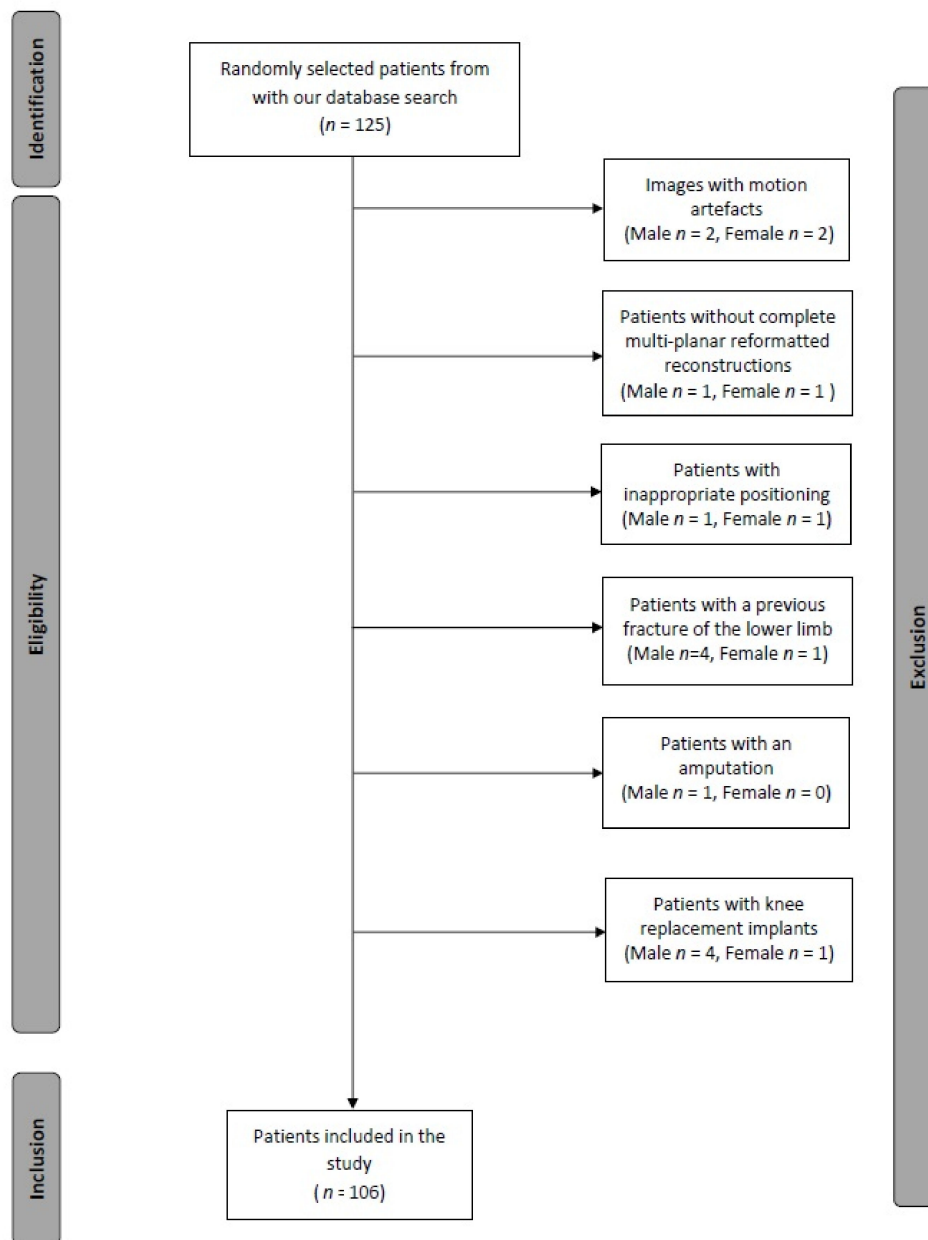 Identification
Randomly selected patients from
with our database search
(n = 125)
Exclusion
Images with motion
artefacts
(Male n = 2, Female n = 2)
Eligibility
Patients without complete
multi-planar reformatted
reconstructions
(Male n = 1, Female n = 1 )
Patients with
inappropriate positioning
(Male n = 1, Female n = 1)
Patients with a previous
fracture of the lower limb
(Male n=4, Female n = 1)
Patients with an
amputation
(Male n = 1, Female n = 0)
Patients with knee
replacement implants
(Male n = 4, Female n = 1)
Inclusion
Patients included in the
study
( n = 106)